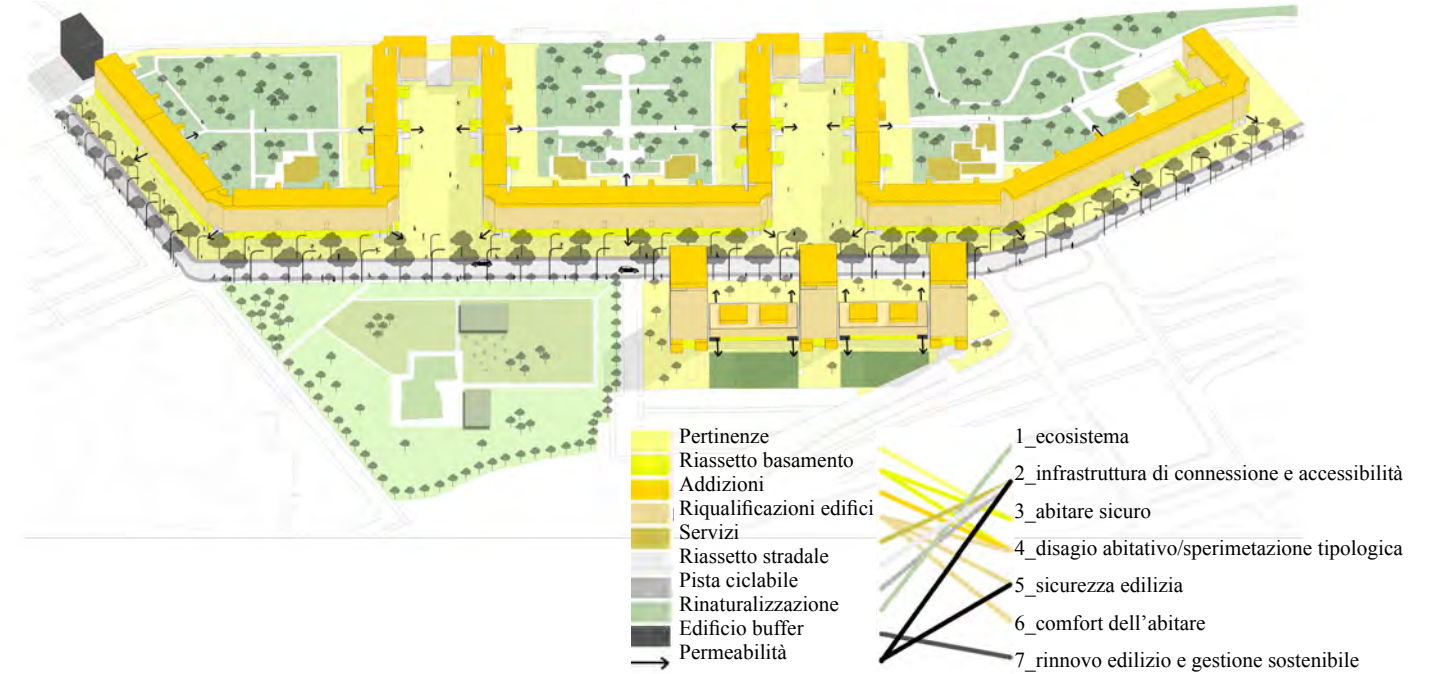 Pertinenze
Riassetto basamento
Addizioni
Riqualificazioni edifici
Servizi
Riassetto stradale
Pista ciclabile
Rinaturalizzazione
Edificio buffer
Permeabilità
1_ecosistema
2_infrastruttura di connessione e accessibilità
3_abitare sicuro
4_disagio abitativo/sperimetazione tipologica
5_sicurezza edilizia
6_comfort dell’abitare
7_rinnovo edilizio e gestione sostenibile